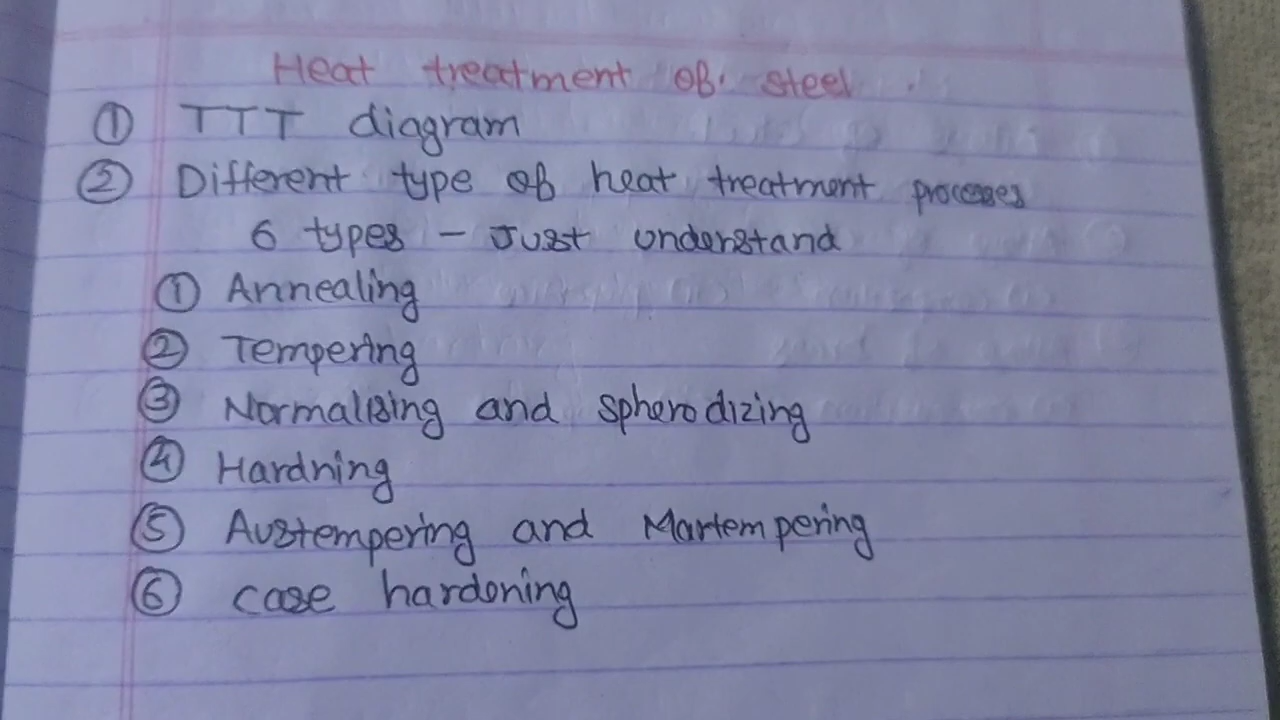 Heat treatment of steel
① TTT diagram
② Different type of heat treatment processes
6 types - Just understand
① Annealing
② Tempering
③ Normalising and spherodizing
④ Hardning
⑤ Austempering and Martempering
⑥ case hardening